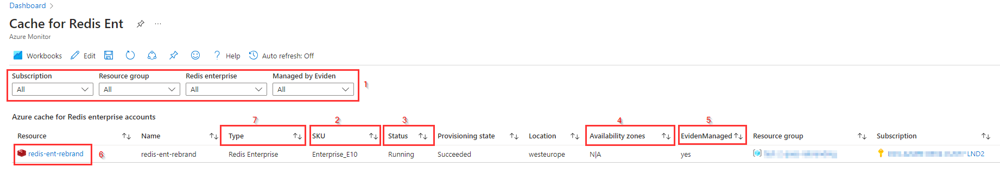 Dashboard >
Cache for Redis Ent ...
Azure Monitor
Workbooks Edit ? Help Auto refresh: Off
Subscription Resource group Redis enterprise Managed by Eviden
All All All All 1
Azure cache for Redis enterprise accounts
7 2 3 4 5
Resource Name Type SKU Status Provisioning state Location Availability zones EvidenManaged Resource group Subscription
redis-ent-rebrand 6 redis-ent-rebrand Redis Enterprise Enterprise_E10 Running Succeeded westeurope N|A yes LND2